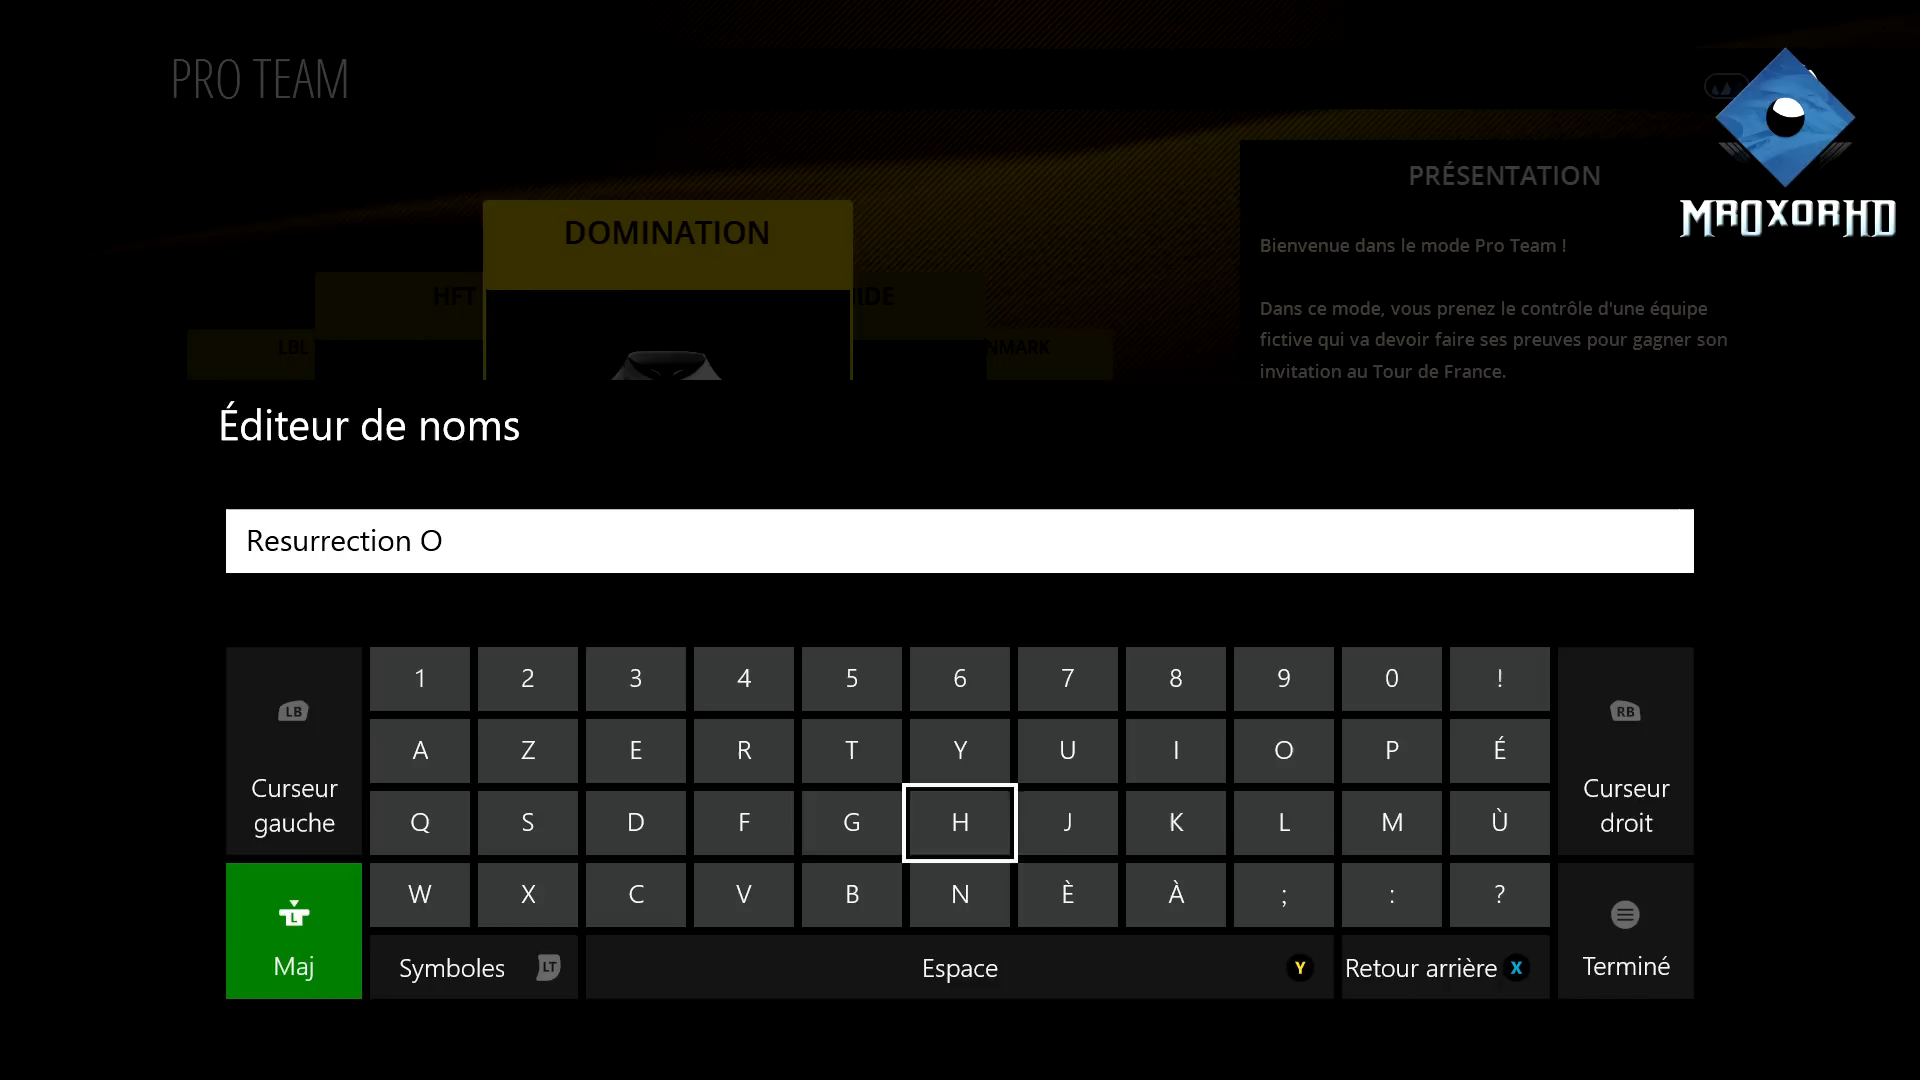 PRO TEAM
MROXORHD
PRÉSENTATION
Bienvenue dans le mode Pro Team !
Dans ce mode, vous prenez le contrôle d'une équipe
fictive qui va devoir faire ses preuves pour gagner son
invitation au Tour de France.
DOMINATION
HFT
IDE
LBL
NMARK
Éditeur de noms
Resurrection O
1 2 3 4 5 6 7 8 9 0 !
LB
RB
A Z E R T Y U I O P É
Curseur gauche
Curseur droit
Q S D F G H J K L M Ù
W X C V B N È À ; : ?
L
Maj
Symboles LT
Espace Y
Retour arrière X
Terminé